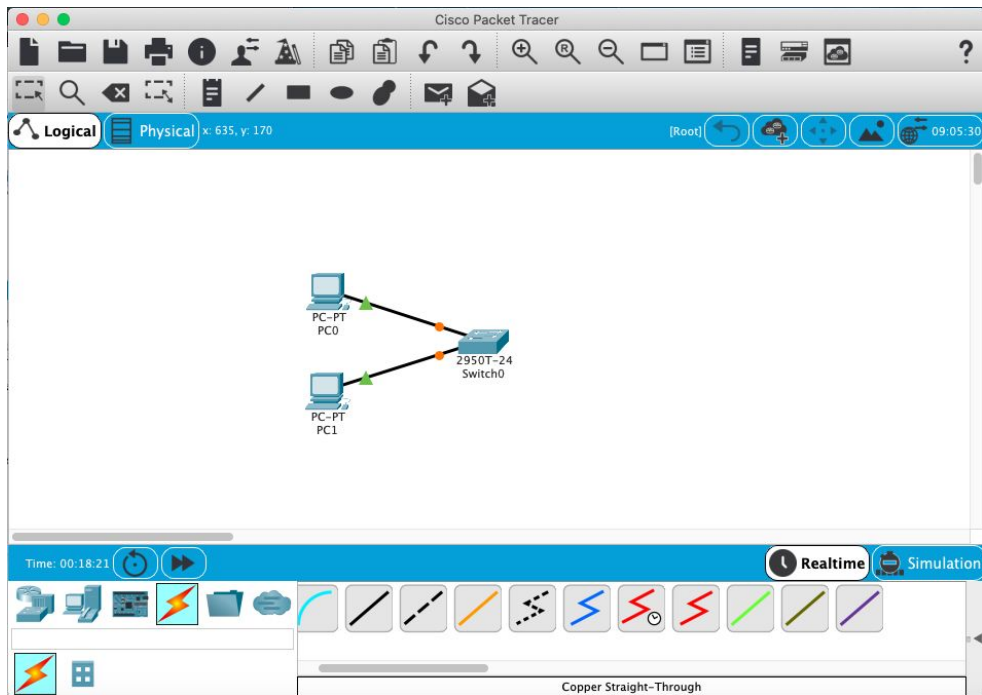 Cisco Packet Tracer
Logical
Physical
x: 635, y: 170
[Root]
09:05:30
PC-PT
PC0
2950T-24
Switch0
PC-PT
PC1
Time: 00:18:21
Realtime
Simulation
Copper Straight-Through